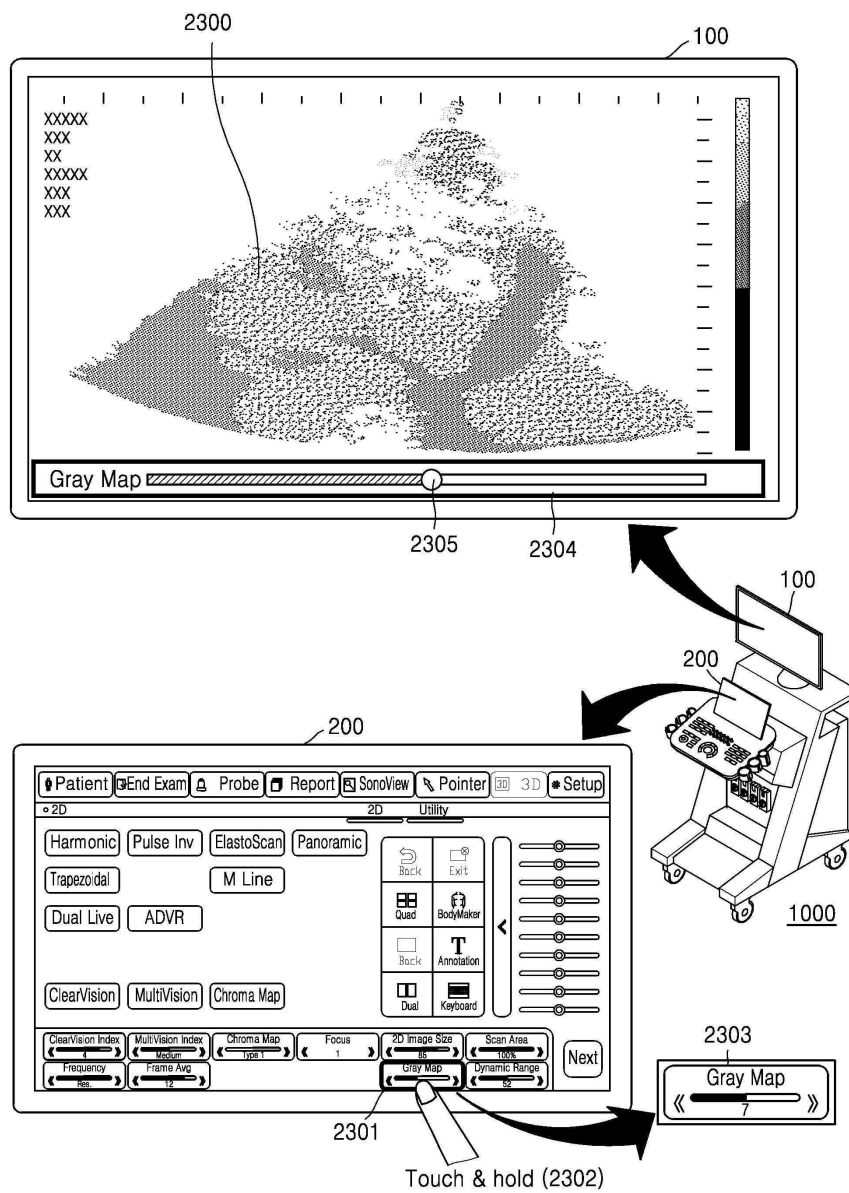 2300
100
XXXXX
XXX
XX
XXXXX
XXX
XXX
Gray Map
2305 2304
100
200
200
Patient End Exam Probe Report SonoView Pointer 3D 3D Setup
2D 2D Utility
Harmonic Pulse Inv ElastoScan Panoramic
Back Exit
Trapezoidal M Line
Quad BodyMaker
Dual Live ADVR
Back T Annotation
ClearVision MultiVision Chroma Map
Dual Keyboard
1000
ClearVision Index MultiVision Index Chroma Map Focus 2D Image Size Scan Area
4 Medium Type 1 1 85 100%
Next
Frequency Frame Avg Gray Map Dynamic Range
Res. 12 52
2303
Gray Map
7
2301
Touch & hold (2302)